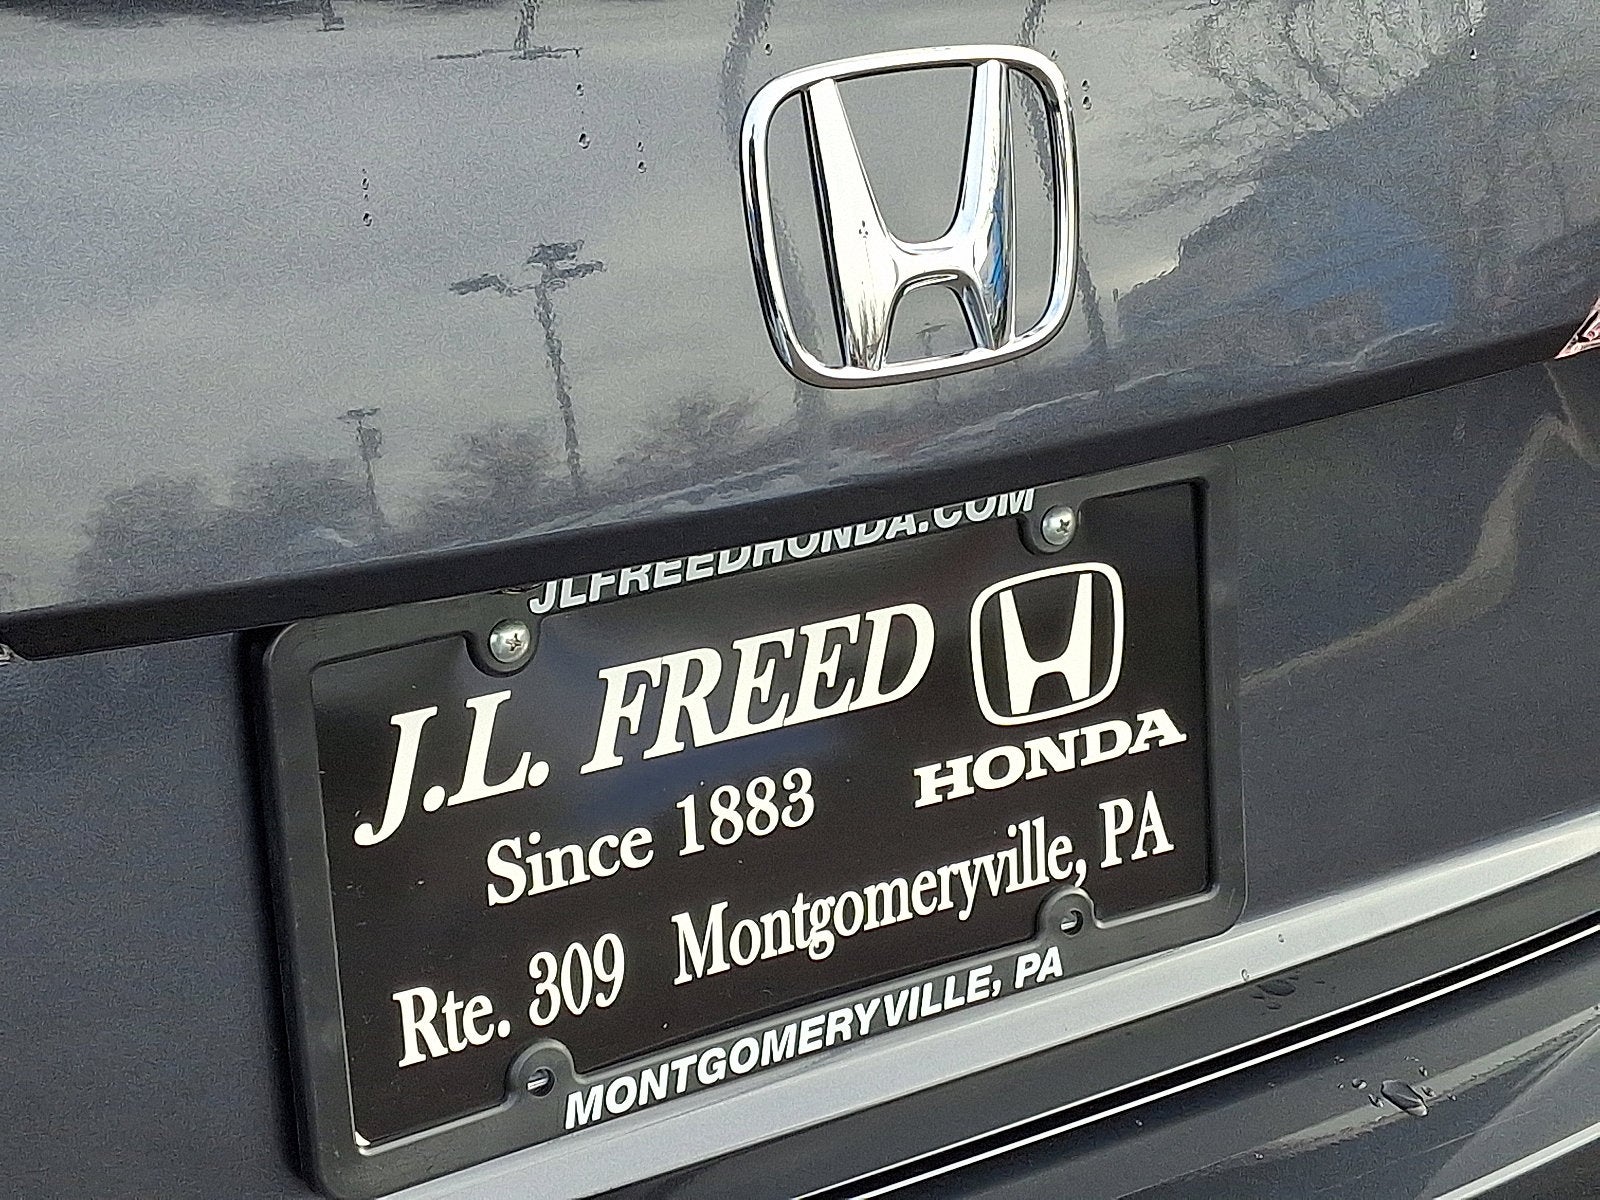 JLFREEDHONDA.COM
J.L. FREED
HONDA
Since 1883
Rte. 309 Montgomeryville, PA
MONTGOMERYVILLE, PA